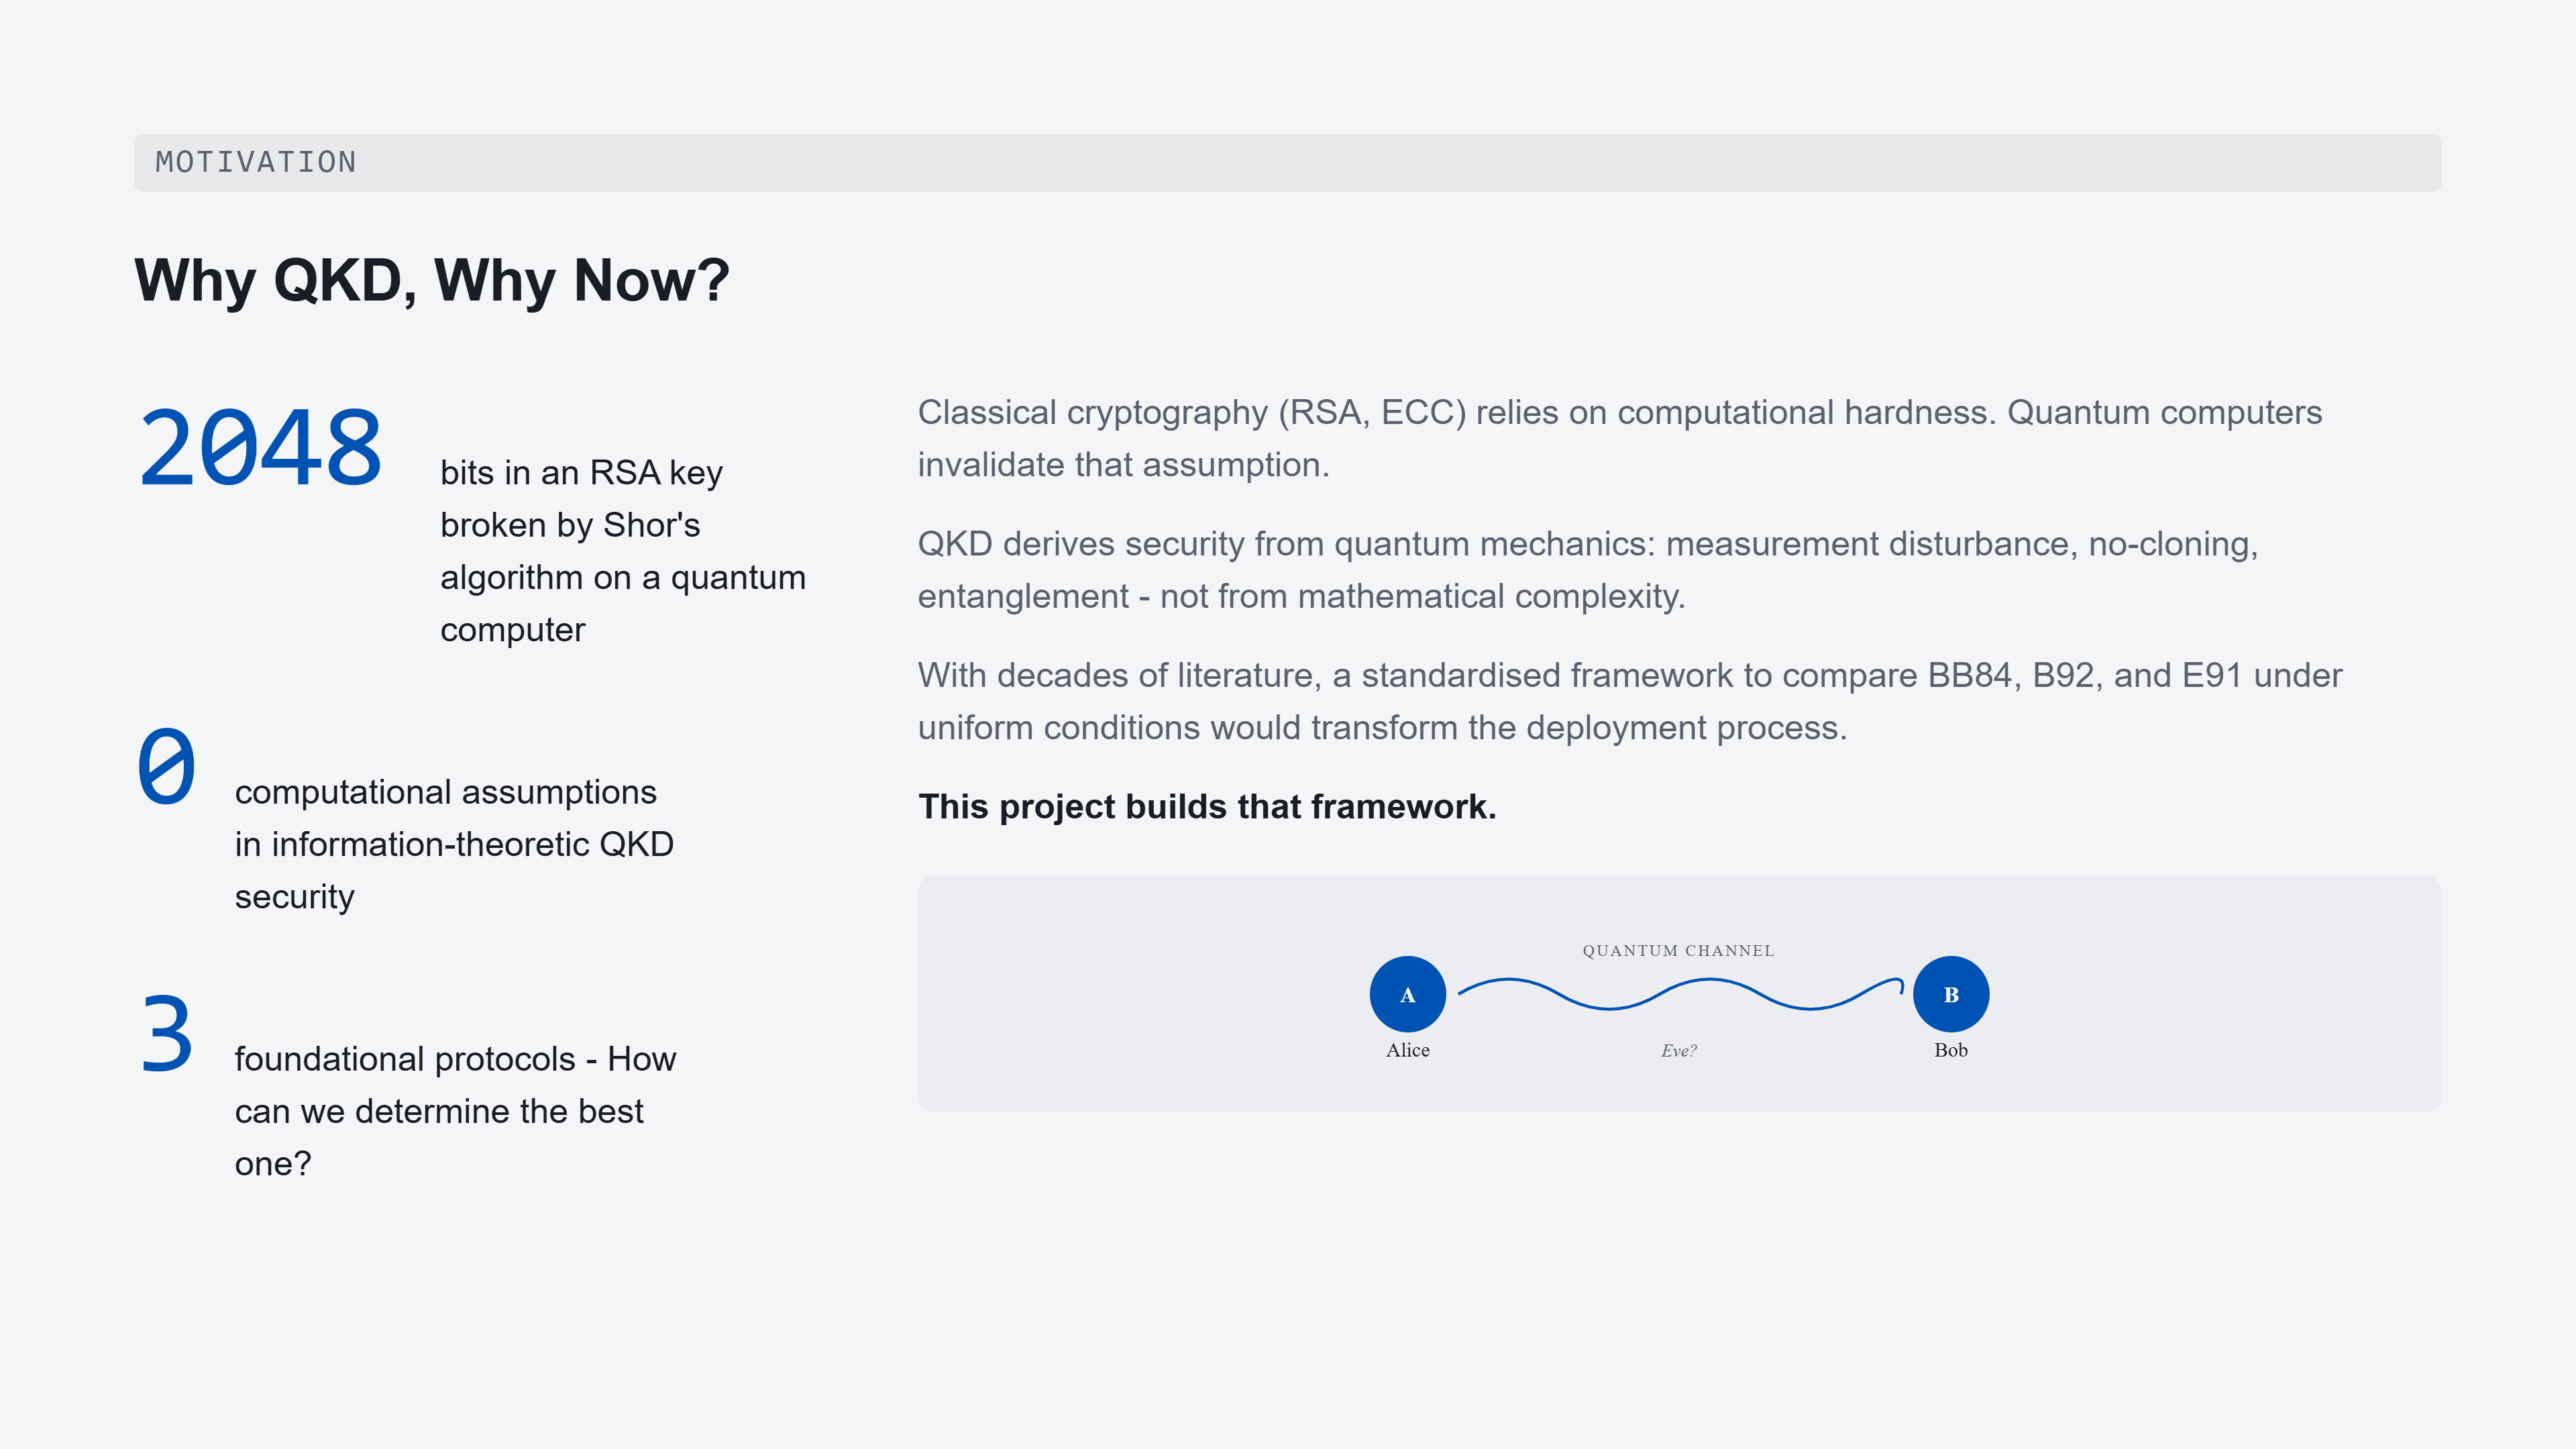 MOTIVATION
Why QKD, Why Now?
2048
bits in an RSA key
broken by Shor's
algorithm on a quantum
computer
0
computational assumptions
in information-theoretic QKD
security
3
foundational protocols - How
can we determine the best
one?
Classical cryptography (RSA, ECC) relies on computational hardness. Quantum computers
invalidate that assumption.
QKD derives security from quantum mechanics: measurement disturbance, no-cloning,
entanglement - not from mathematical complexity.
With decades of literature, a standardised framework to compare BB84, B92, and E91 under
uniform conditions would transform the deployment process.
This project builds that framework.
QUANTUM CHANNEL
A
B
Alice
Eve?
Bob